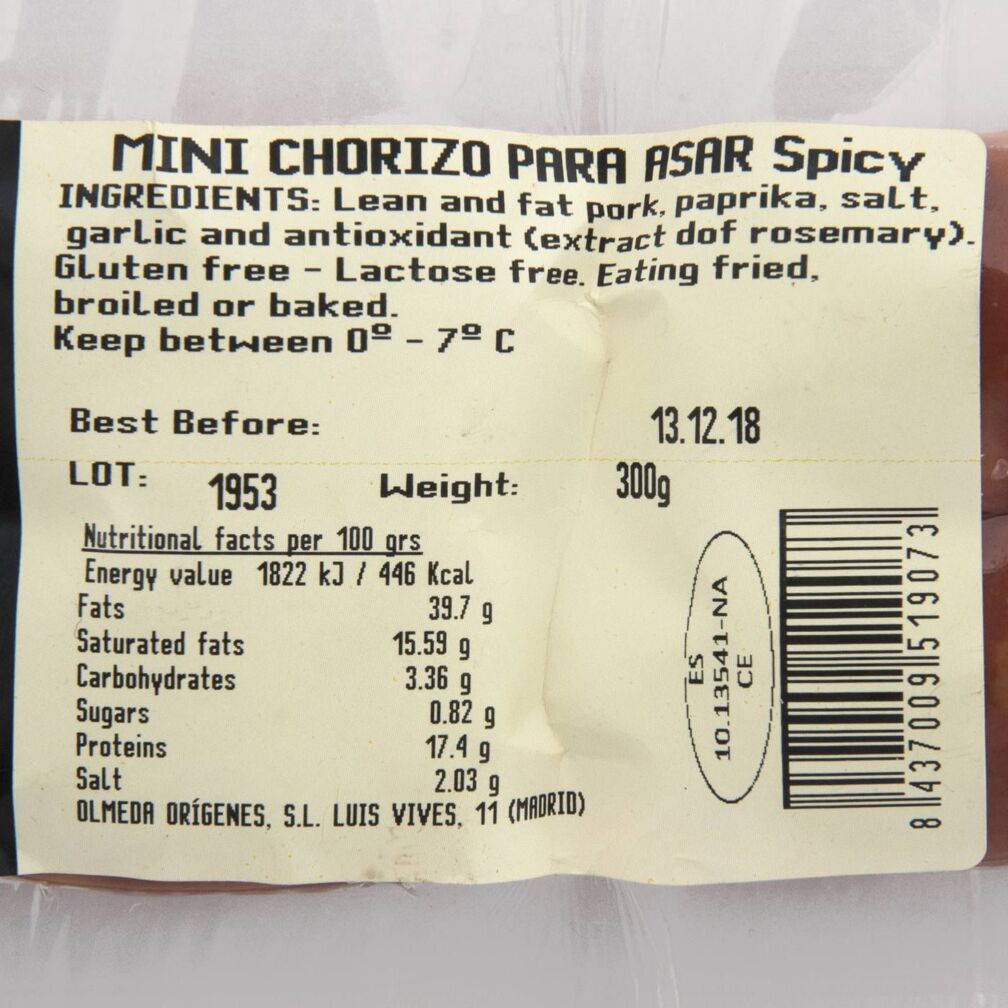 MINI CHORIZO PARA ASAR Spicy
INGREDIENTS: Lean and fat pork, paprika, salt,
garlic and antioxidant (extract dof rosemary).
Gluten free - Lactose free. Eating fried,
broiled or baked.
Keep between 0º - 7º C
Best Before: 13.12.18
LOT: 1953 Weight: 300g
Nutritional facts per 100 grs
Energy value 1822 kJ / 446 Kcal
Fats 39.7 g
Saturated fats 15.59 g
Carbohydrates 3.36 g
Sugars 0.82 g
Proteins 17.4 g
Salt 2.03 g
OLMEDA ORÍGENES, S.L. LUIS VIVES, 11 (MADRID)
ES
10.13541-NA
CE
8 437009 519073